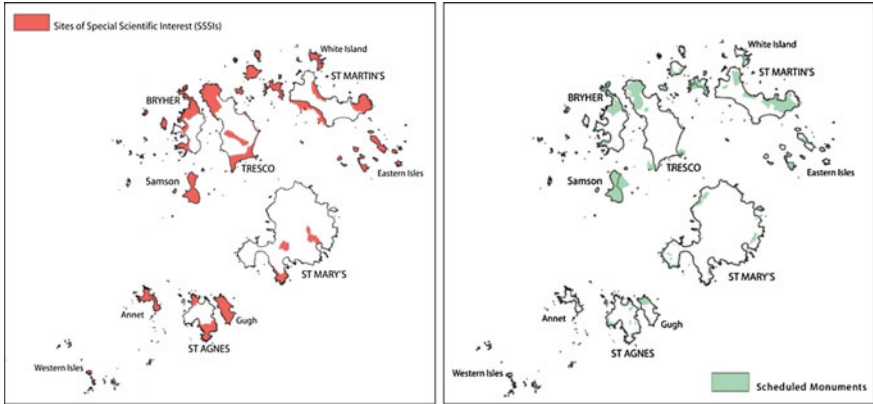 Sites of Special Scientific Interest (SSSIs)
White Island
ST MARTIN'S
BRYHER
TRESCO
Eastern Isles
Samson
ST MARY'S
Annet
Gugh
ST AGNES
Western Isles
White Island
ST MARTIN'S
BRYHER
TRESCO
Eastern Isles
Samson
ST MARY'S
Annet
Gugh
ST AGNES
Western Isles
Scheduled Monuments